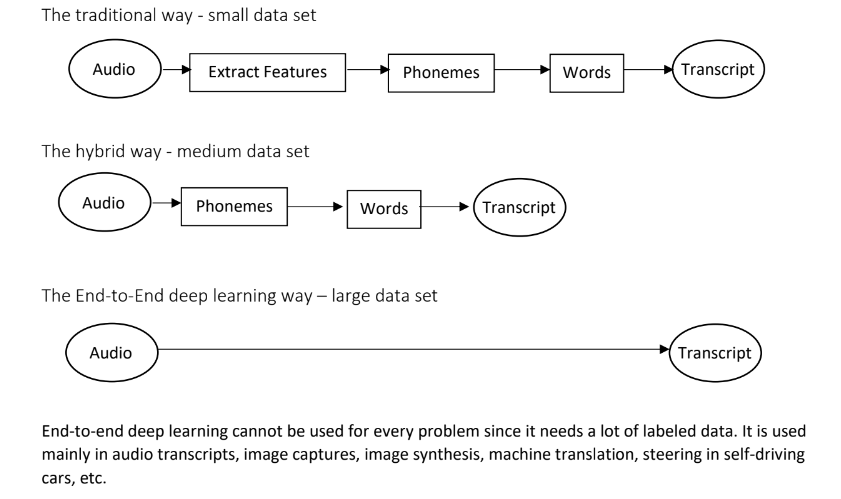 The traditional way - small data set
Audio
Extract Features
Phonemes
Words
Transcript
The hybrid way - medium data set
Audio
Phonemes
Words
Transcript
The End-to-End deep learning way – large data set
Audio
Transcript
End-to-end deep learning cannot be used for every problem since it needs a lot of labeled data. It is used
mainly in audio transcripts, image captures, image synthesis, machine translation, steering in self-driving
cars, etc.